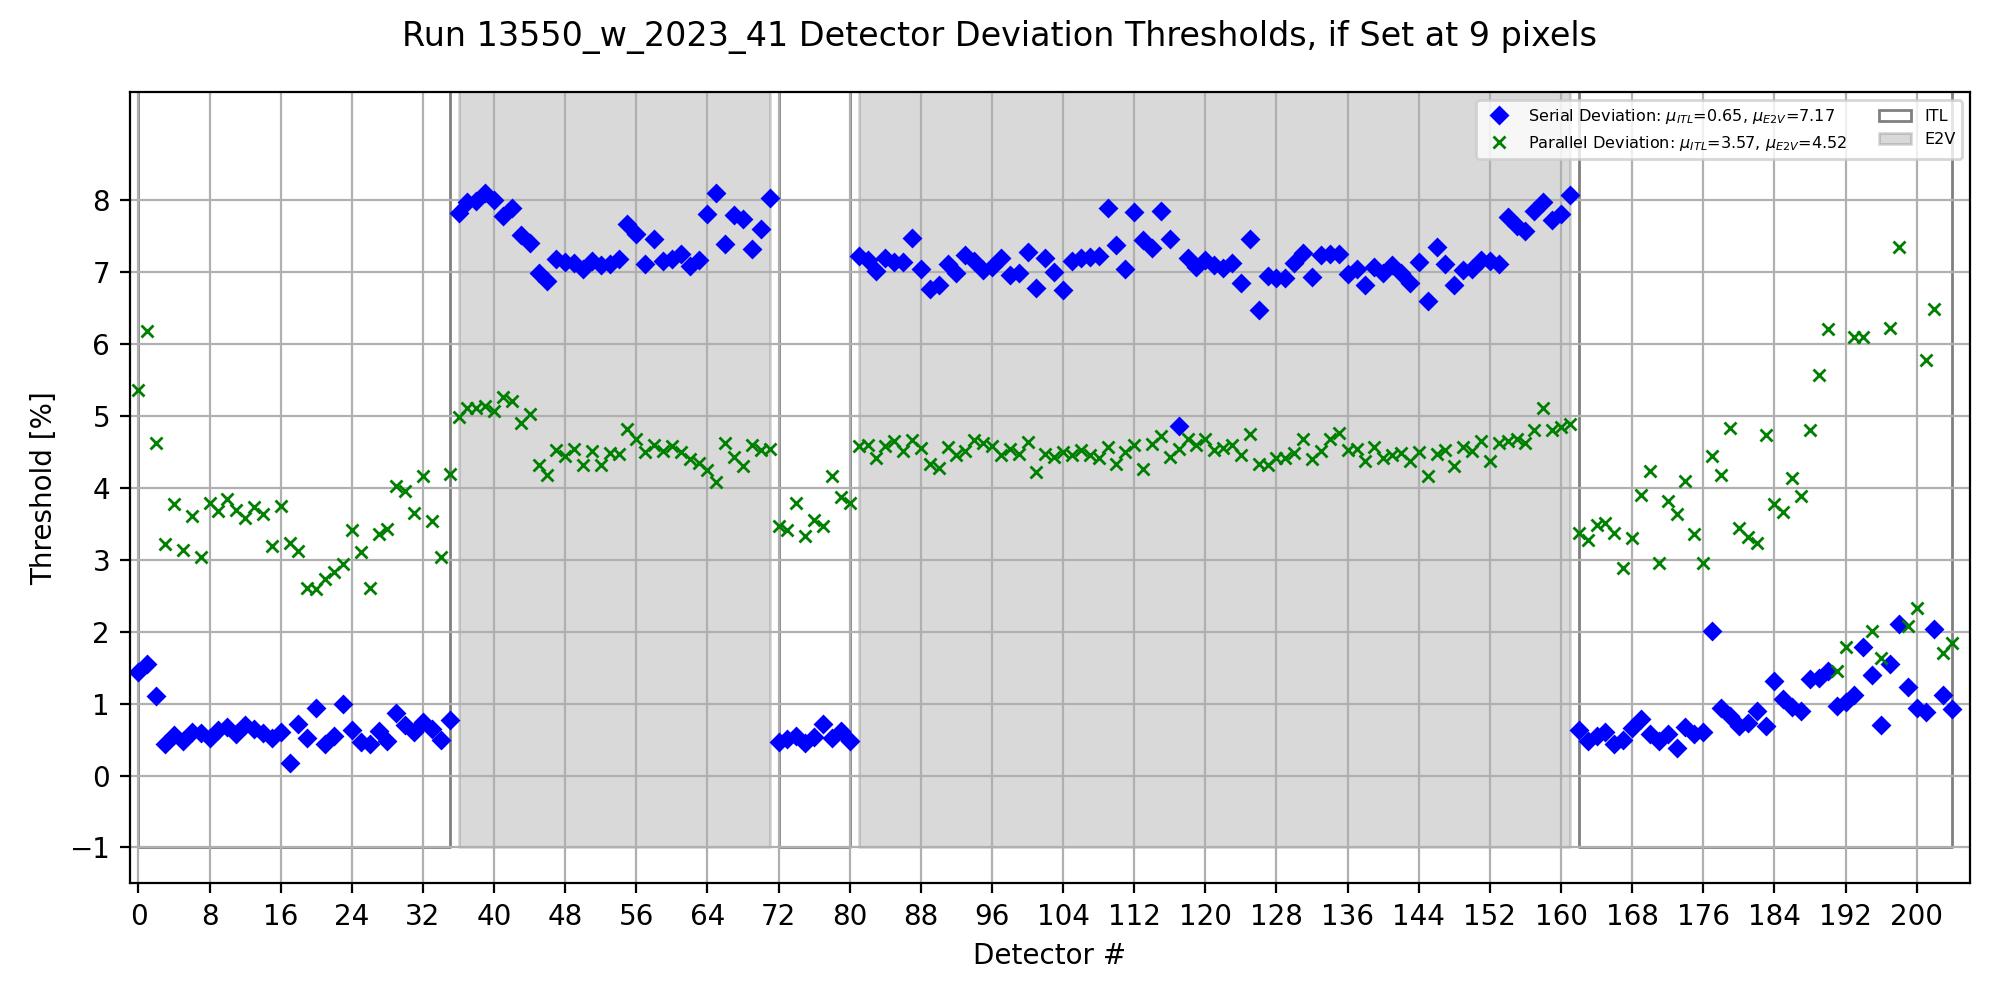 Run 13550_w_2023_41 Detector Deviation Thresholds, if Set at 9 pixels
Serial Deviation: μITL=0.65, μE2V=7.17
Parallel Deviation: μITL=3.57, μE2V=4.52
ITL
E2V
Threshold [%]
8
7
6
5
4
3
2
1
0
−1
0 8 16 24 32 40 48 56 64 72 80 88 96 104 112 120 128 136 144 152 160 168 176 184 192 200
Detector #